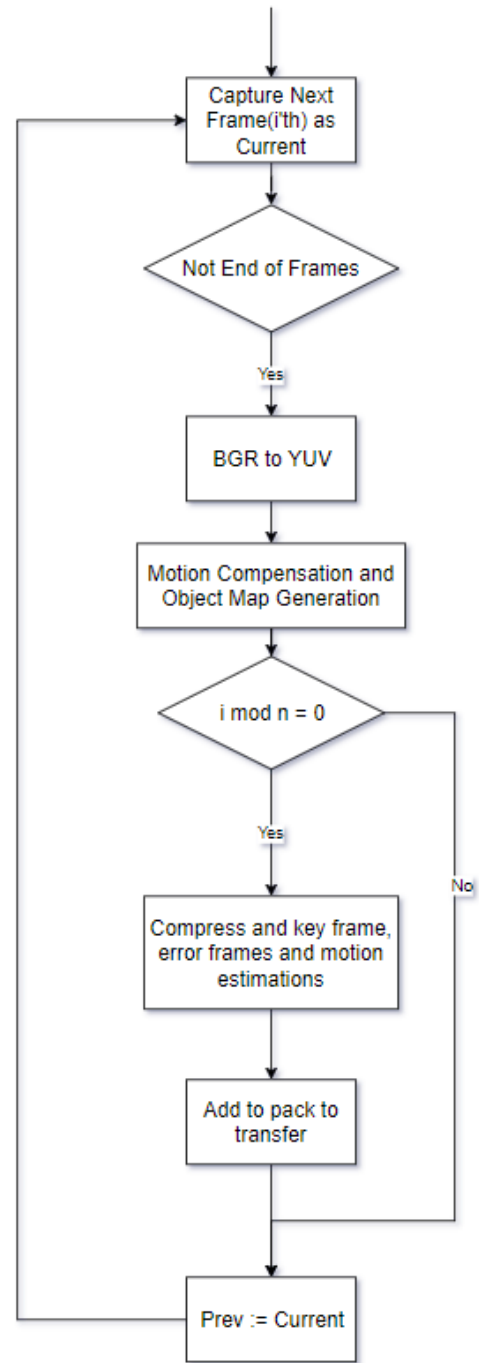 Capture Next
Frame(i'th) as
Current
Not End of Frames
Yes
BGR to YUV
Motion Compensation and
Object Map Generation
i mod n = 0
Yes
No
Compress and key frame,
error frames and motion
estimations
Add to pack to
transfer
Prev := Current